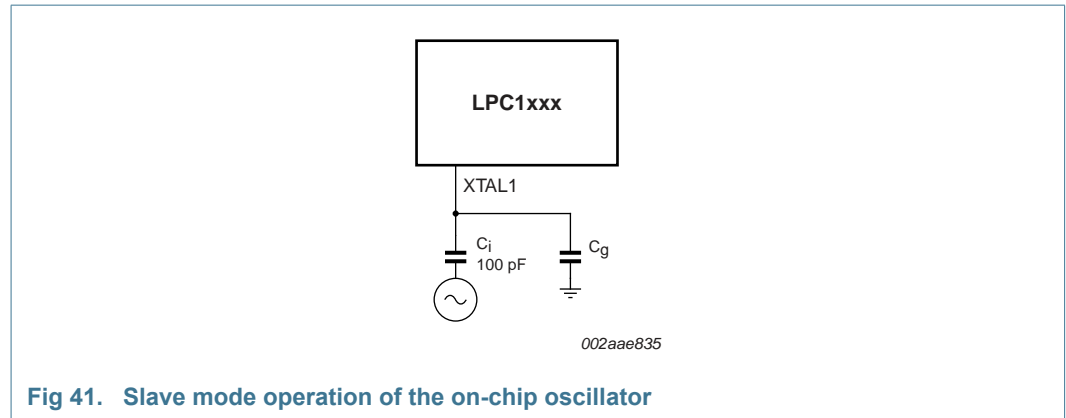 LPC1xxx
XTAL1
Ci
100 pF
Cg
002aae835
Fig 41. Slave mode operation of the on-chip oscillator